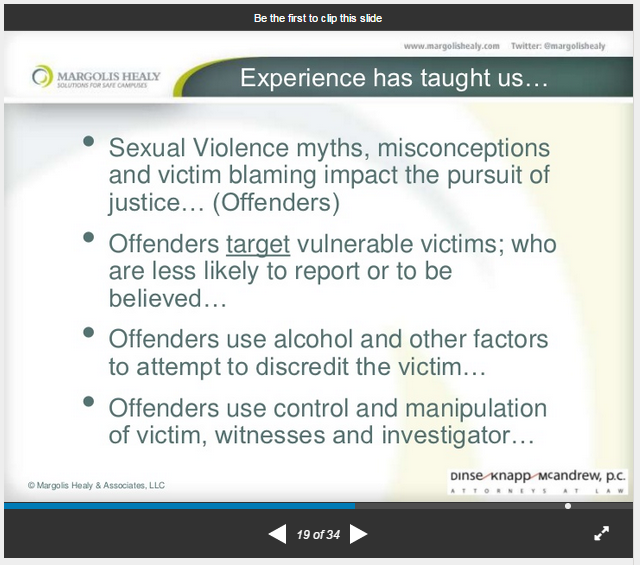 Be the first to clip this slide
www.margolishealy.com Twitter: @margolishealy
MARGOLIS HEALY
SOLUTIONS FOR SAFE CAMPUSES
Experience has taught us…
• Sexual Violence myths, misconceptions
and victim blaming impact the pursuit of
justice… (Offenders)
• Offenders target vulnerable victims; who
are less likely to report or to be
believed…
• Offenders use alcohol and other factors
to attempt to discredit the victim…
• Offenders use control and manipulation
of victim, witnesses and investigator…
© Margolis Healy & Associates, LLC
DINSE/KNAPP/MCANDREW, P.C.
ATTORNEYS AT LAW
19 of 34